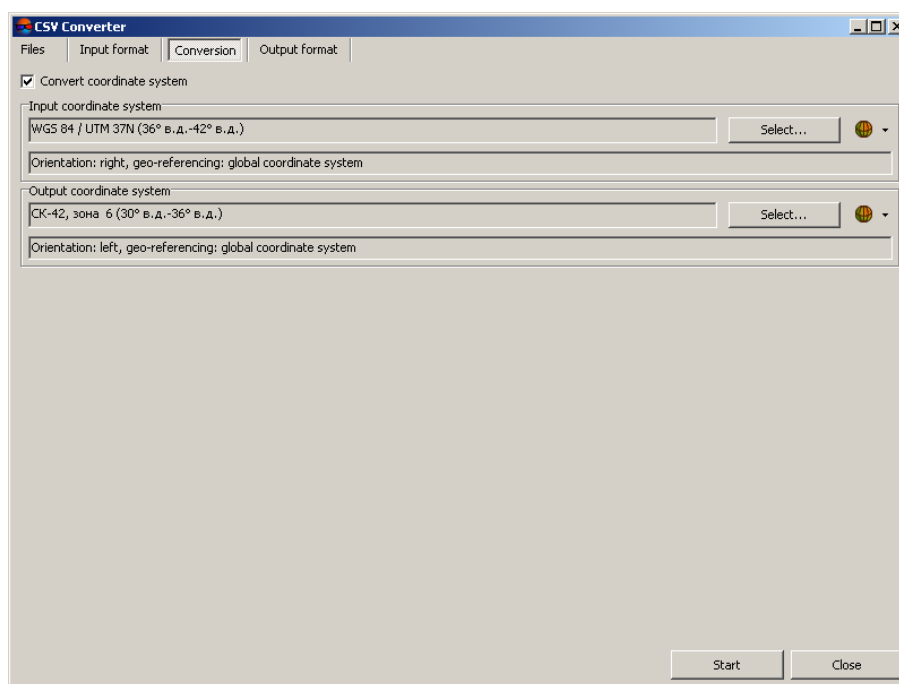 CSV Converter
Files Input format Conversion Output format
Convert coordinate system
Input coordinate system
WGS 84 / UTM 37N (36° в.д.-42° в.д.)
Select...
Orientation: right, geo-referencing: global coordinate system
Output coordinate system
СК-42, зона 6 (30° в.д.-36° в.д.)
Select...
Orientation: left, geo-referencing: global coordinate system
Start Close